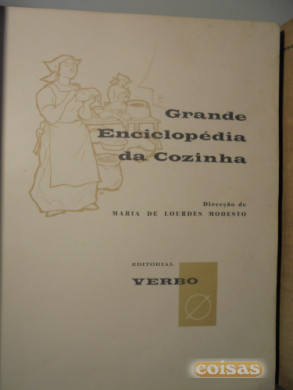 Grande
Enciclopédia
da Cozinha
Direcção de
MARIA DE LOURDES MODESTO
EDITORIAL
VERBO
coisas